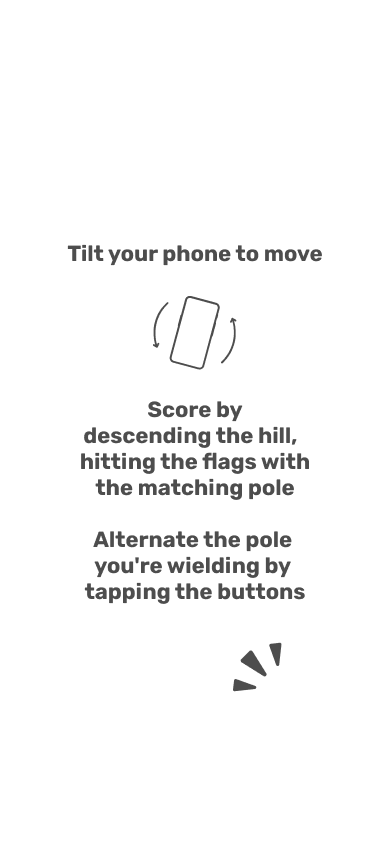 Tilt your phone to move
Score by
descending the hill,
hitting the flags with
the matching pole
Alternate the pole
you're wielding by
tapping the buttons